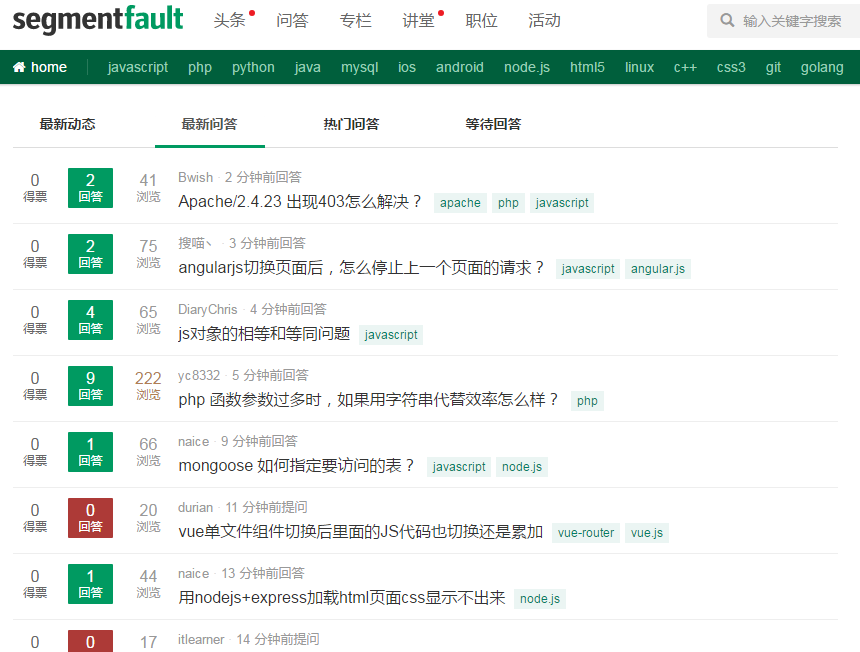 segmentfault 头条 问答 专栏 讲堂 职位 活动 输入关键字搜索
home javascript php python java mysql ios android node.js html5 linux c++ css3 git golang
最新动态 最新问答 热门问答 等待回答
0 得票 2 回答 41 浏览 Bwish · 2 分钟前回答
Apache/2.4.23 出现403怎么解决？ apache php javascript
0 得票 2 回答 75 浏览 搜喵丶 · 3 分钟前回答
angularjs切换页面后，怎么停止上一个页面的请求？ javascript angular.js
0 得票 4 回答 65 浏览 DiaryChris · 4 分钟前回答
js对象的相等和等同问题 javascript
0 得票 9 回答 222 浏览 yc8332 · 5 分钟前回答
php 函数参数过多时，如果用字符串代替效率怎么样？ php
0 得票 1 回答 66 浏览 naice · 9 分钟前回答
mongoose 如何指定要访问的表？ javascript node.js
0 得票 0 回答 20 浏览 durian · 11 分钟前提问
vue单文件组件切换后里面的JS代码也切换还是累加 vue-router vue.js
0 得票 1 回答 44 浏览 naice · 13 分钟前回答
用nodejs+express加载html页面css显示不出来 node.js
0 0 17 itlearner · 14 分钟前提问